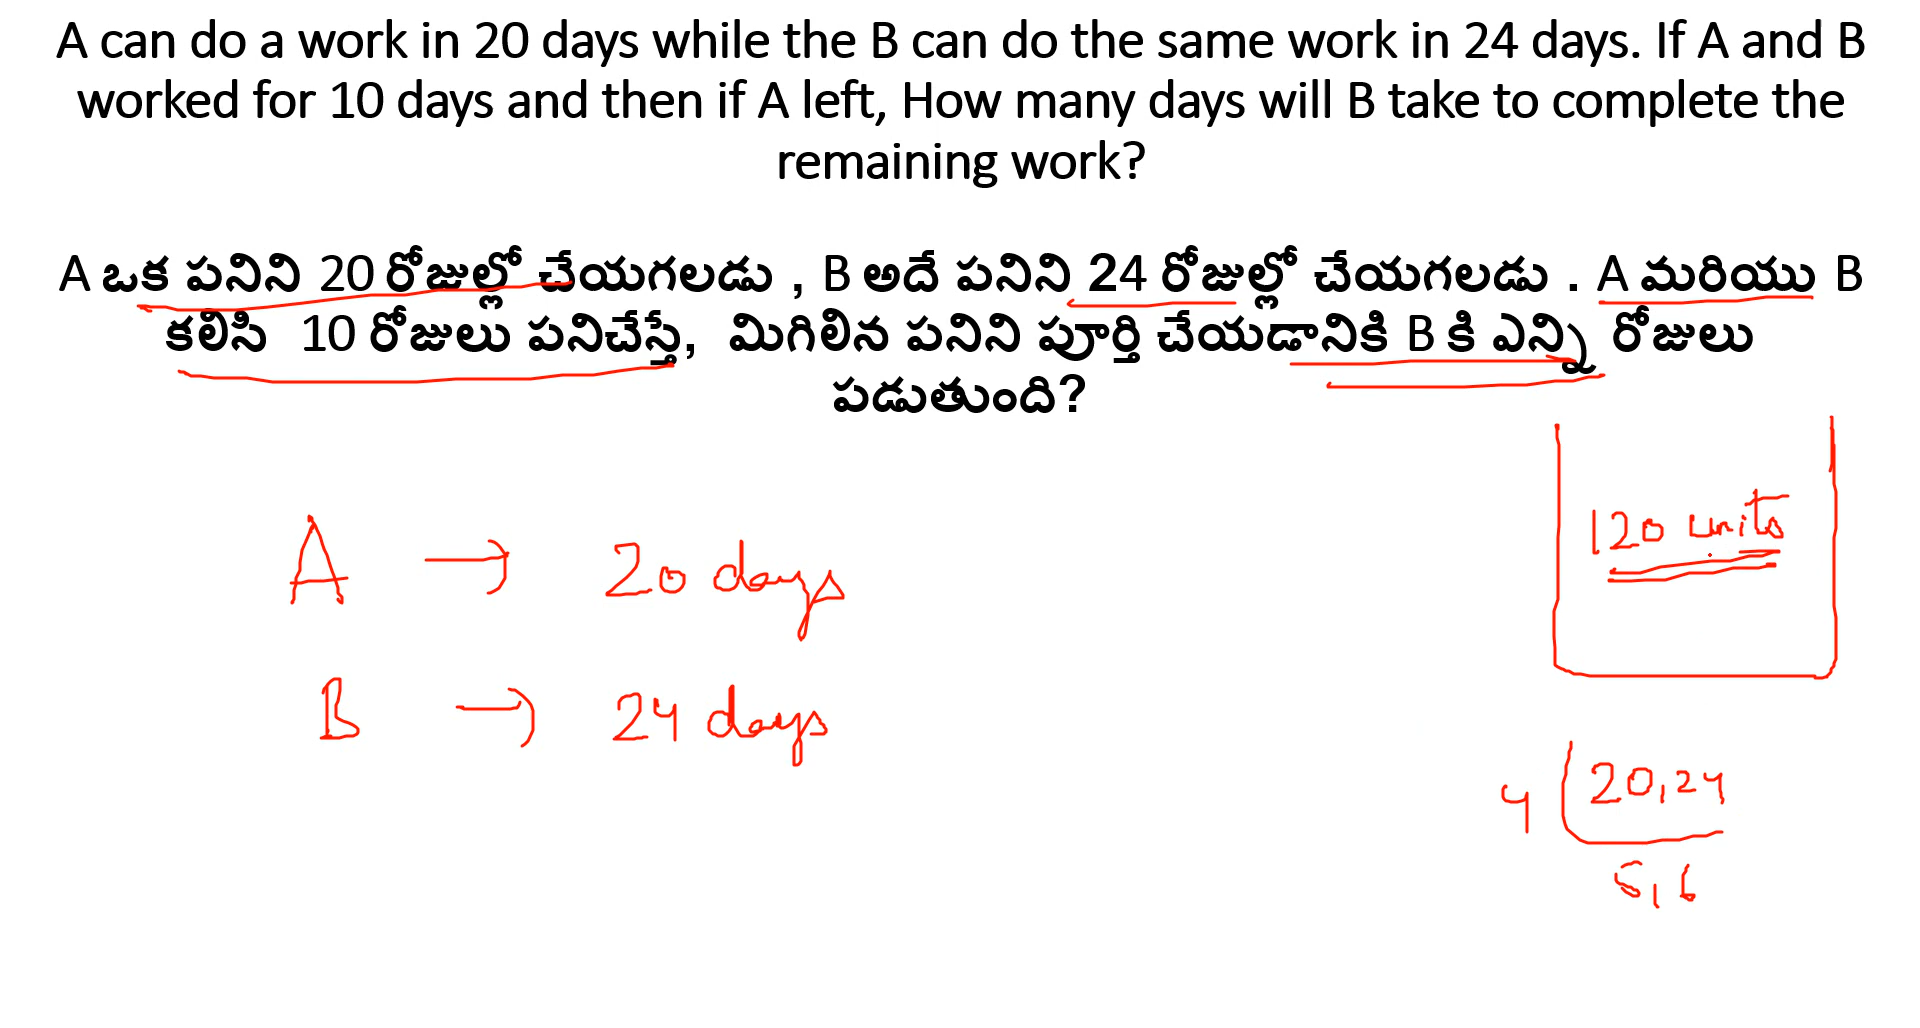 A can do a work in 20 days while the B can do the same work in 24 days. If A and B
worked for 10 days and then if A left, How many days will B take to complete the
remaining work?
A ఒక పనిని 20 రోజుల్లో చేయగలడు , B అదే పనిని 24 రోజుల్లో చేయగలడు . A మరియు B
కలిసి 10 రోజులు పనిచేస్తే, మిగిలిన పనిని పూర్తి చేయడానికి B కి ఎన్ని రోజులు
పడుతుంది?
120 units
A → 20 days
B → 24 days
4 20,24
5,6